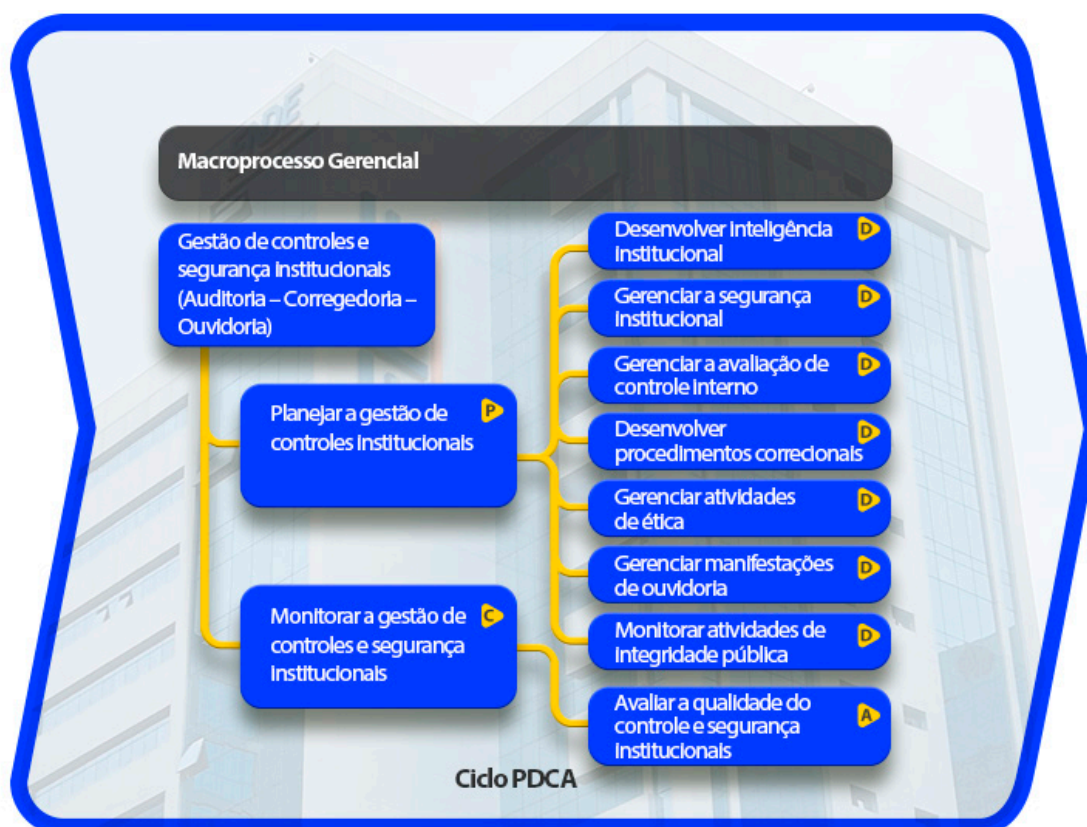 Macroprocesso Gerencial
Gestão de controles e
segurança institucionais
(Auditoria – Corregedoria –
Ouvidoria)
Planejar a gestão de
controles institucionais
P
Monitorar a gestão de
controles e segurança
institucionais
C
Desenvolver inteligência
institucional
D
Gerenciar a segurança
institucional
D
Gerenciar a avaliação de
controle interno
D
Desenvolver
procedimentos correcionais
D
Gerenciar atividades
de ética
D
Gerenciar manifestações
de ouvidoria
D
Monitorar atividades de
integridade pública
D
Avaliar a qualidade do
controle e segurança
institucionais
A
Ciclo PDCA